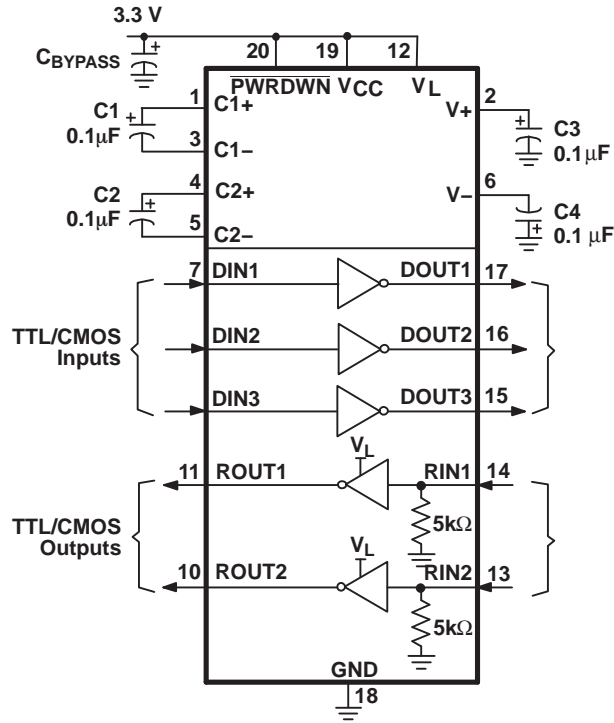 3.3 V
CBYPASS
+
20
19
12
PWRDWN
VCC
VL
C1
0.1μF
+
1
C1+
3
C1−
V+
2
+
C3
0.1 μF
C2
0.1μF
+
4
C2+
5
C2−
V−
6
C4
0.1 μF
+
7
DIN1
DOUT1
17
TTL/CMOS
Inputs
DIN2
DOUT2
16
DIN3
DOUT3
15
VL
11
ROUT1
RIN1
14
5kΩ
TTL/CMOS
Outputs
VL
10
ROUT2
RIN2
13
5kΩ
GND
18